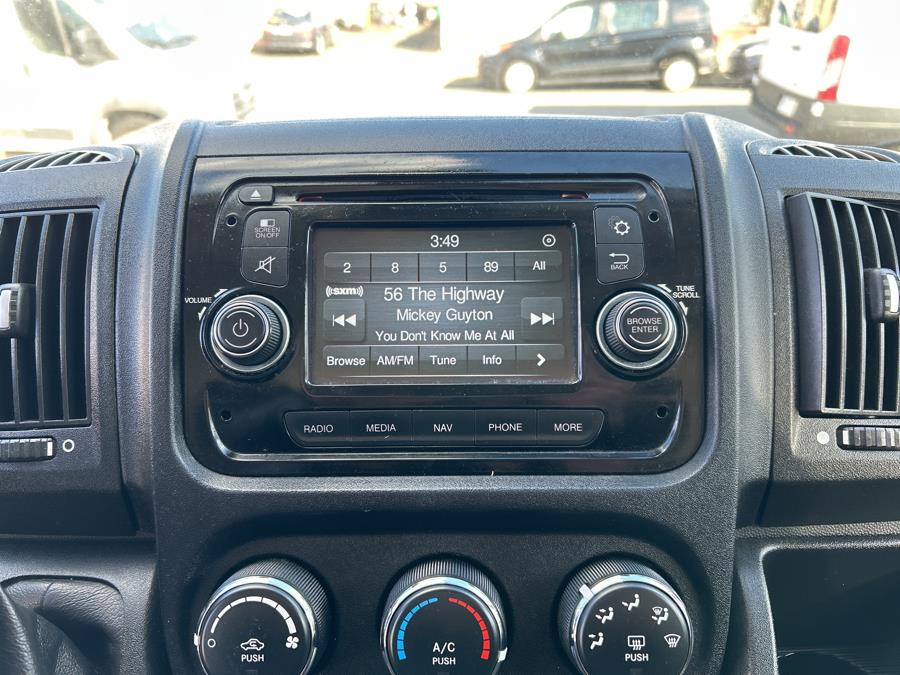 SCREEN
ON/OFF
VOLUME
3:49
2 8 5 89 All
((sxm))
56 The Highway
Mickey Guyton
You Don't Know Me At All
Browse AM/FM Tune Info
BACK
TUNE
SCROLL
BROWSE
ENTER
RADIO MEDIA NAV PHONE MORE
PUSH
A/C
PUSH
PUSH